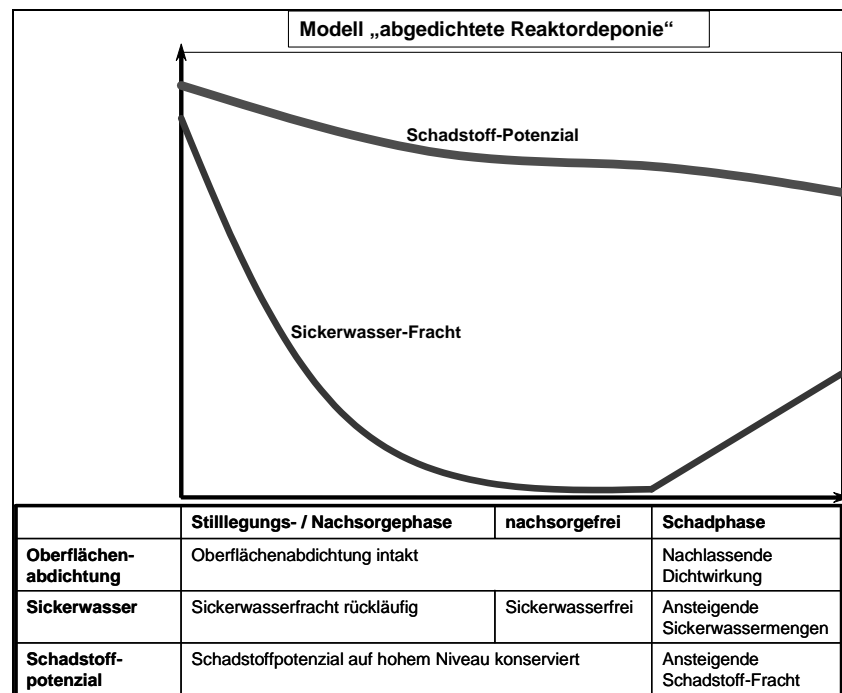 Modell „abgedichtete Reaktordeponie“
Schadstoff-Potenzial
Sickerwasser-Fracht
Stilllegungs- / Nachsorgephase
nachsorgefrei
Schadphase
Oberflächen-
abdichtung
Oberflächenabdichtung intakt
Nachlassende
Dichtwirkung
Sickerwasser
Sickerwasserfracht rückläufig
Sickerwasserfrei
Ansteigende
Sickerwassermengen
Schadstoff-
potenzial
Schadstoffpotenzial auf hohem Niveau konserviert
Ansteigende
Schadstoff-Fracht